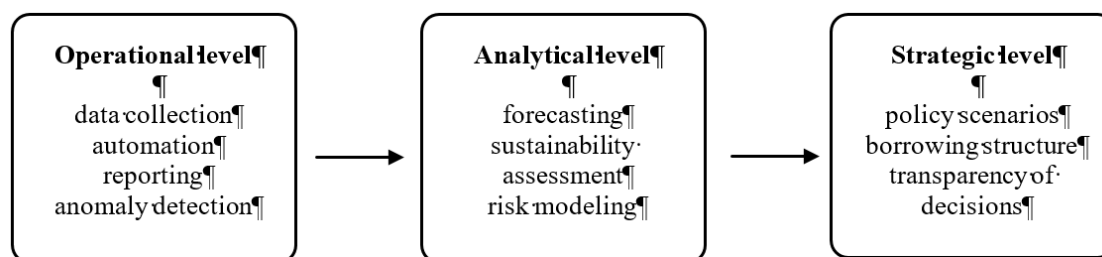 Operational·level¶
¶
data·collection¶
automation¶
reporting¶
anomaly·detection¶
Analytical·level¶
¶
forecasting¶
sustainability·
assessment¶
risk·modeling¶
Strategic·level¶
¶
policy·scenarios¶
borrowing·structure¶
transparency·of·
decisions¶